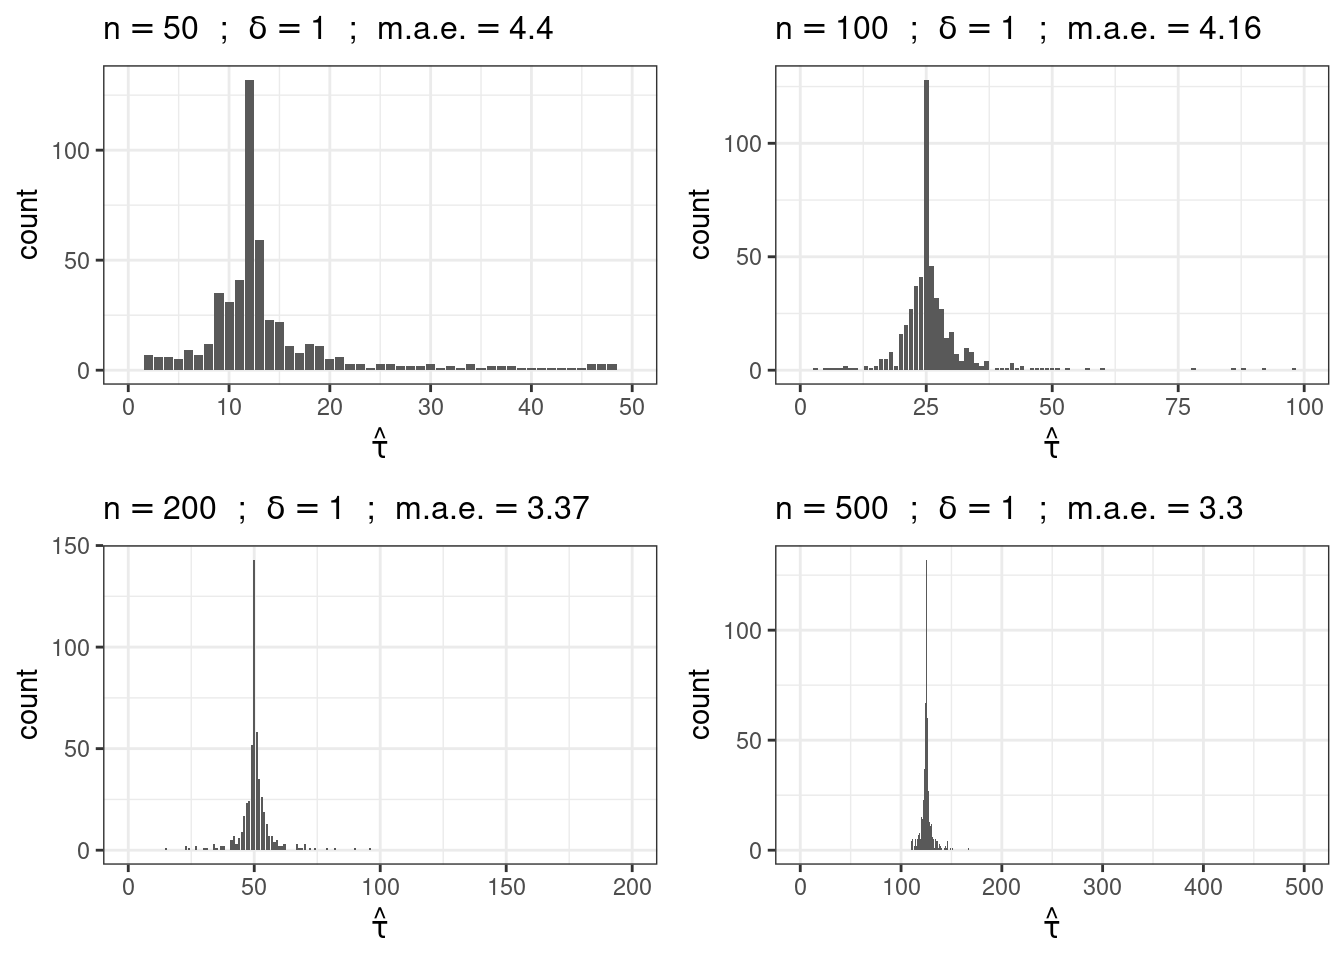 n = 50 ; δ = 1 ; m.a.e. = 4.4
count
100
50
0
0 10 20 30 40 50
τ̂
n = 100 ; δ = 1 ; m.a.e. = 4.16
count
100
50
0
0 25 50 75 100
τ̂
n = 200 ; δ = 1 ; m.a.e. = 3.37
count
150
100
50
0
0 50 100 150 200
τ̂
n = 500 ; δ = 1 ; m.a.e. = 3.3
count
100
50
0
0 100 200 300 400 500
τ̂